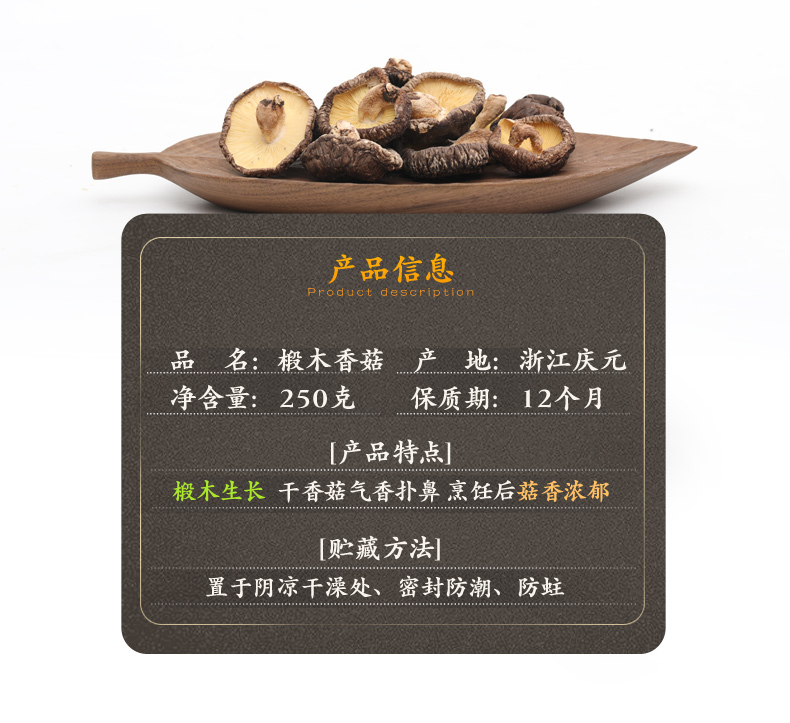 产品信息
Product description
品 名: 椴木香菇 产 地: 浙江庆元
净含量: 250克 保质期: 12个月
[产品特点]
椴木生长 干香菇气香扑鼻 烹饪后菇香浓郁
[贮藏方法]
置于阴凉干澡处、密封防潮、防蛀